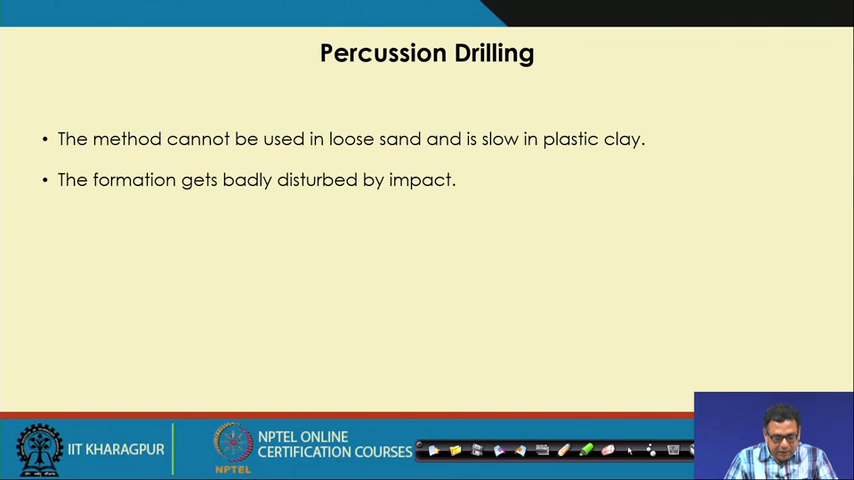 Percussion Drilling
• The method cannot be used in loose sand and is slow in plastic clay.
• The formation gets badly disturbed by impact.
IIT KHARAGPUR
NPTEL
NPTEL ONLINE
CERTIFICATION COURSES